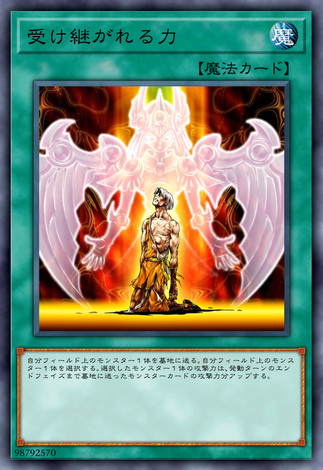 受け継がれる力
魔
【魔法カード】
自分フィールド上のモンスター１体を墓地に送る。自分フィールド上のモンス
ター１体を選択する。選択したモンスター１体の攻撃力は、発動ターンのエン
ドフェイズまで墓地に送ったモンスターカードの攻撃力分アップする。
98792570